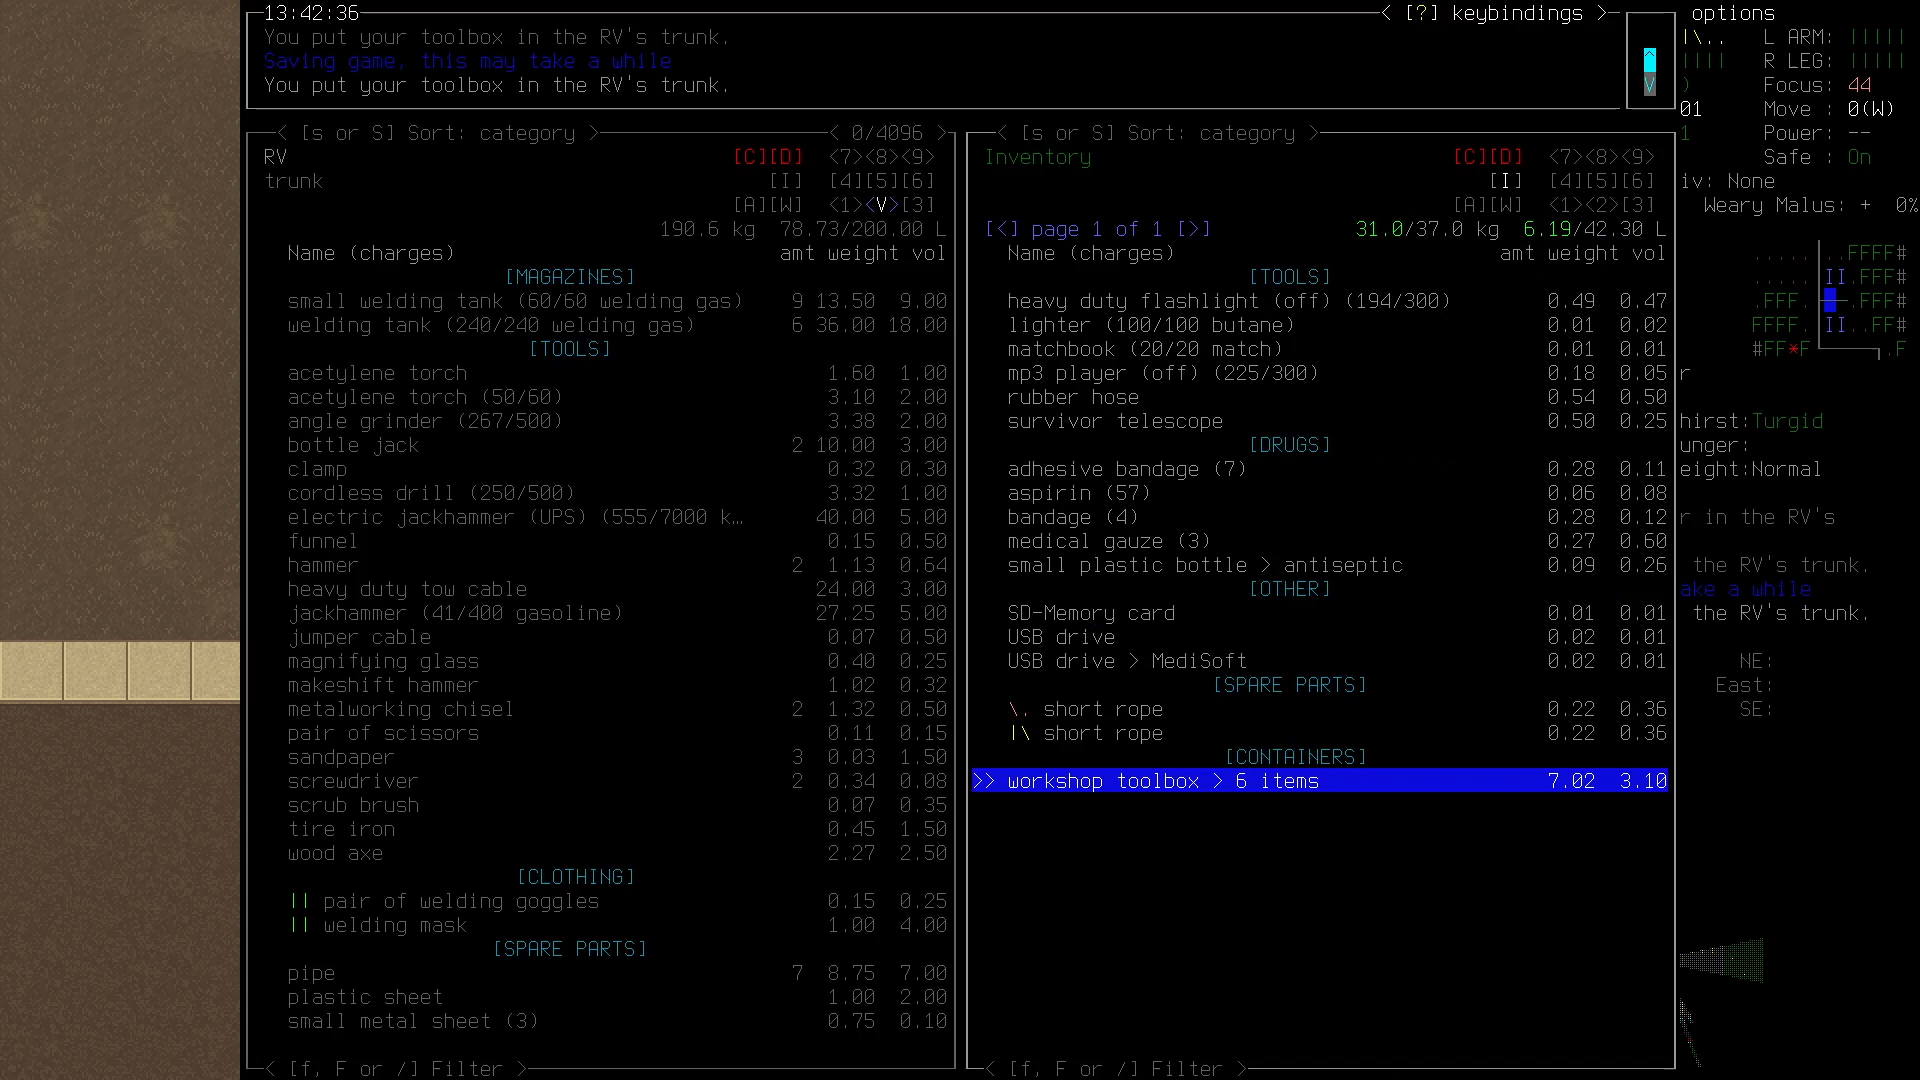 13:42:36 < [?] keybindings > options
You put your toolbox in the RV's trunk.
Saving game, this may take a while
You put your toolbox in the RV's trunk.
|\.. L ARM: |||||
|||| R LEG: |||||
) Focus: 44
01 Move : 0(W)
1 Power: --
Safe : On
iv: None
Weary Malus: + 0%
< [s or S] Sort: category > < 0/4096 >
RV [C][D] <7><8><9>
trunk [I] [4][5][6]
[A][W] <1><V>[3]
190.6 kg 78.73/200.00 L
Name (charges) amt weight vol
[MAGAZINES]
small welding tank (60/60 welding gas) 9 13.50 9.00
welding tank (240/240 welding gas) 6 36.00 18.00
[TOOLS]
acetylene torch 1.60 1.00
acetylene torch (50/60) 3.10 2.00
angle grinder (267/500) 3.38 2.00
bottle jack 2 10.00 3.00
clamp 0.32 0.30
cordless drill (250/500) 3.32 1.00
electric jackhammer (UPS) (555/7000 k… 40.00 5.00
funnel 0.15 0.50
hammer 2 1.13 0.64
heavy duty tow cable 24.00 3.00
jackhammer (41/400 gasoline) 27.25 5.00
jumper cable 0.07 0.50
magnifying glass 0.40 0.25
makeshift hammer 1.02 0.32
metalworking chisel 2 1.32 0.50
pair of scissors 0.11 0.15
sandpaper 3 0.03 1.50
screwdriver 2 0.34 0.08
scrub brush 0.07 0.35
tire iron 0.45 1.50
wood axe 2.27 2.50
[CLOTHING]
|| pair of welding goggles 0.15 0.25
|| welding mask 1.00 4.00
[SPARE PARTS]
pipe 7 8.75 7.00
plastic sheet 1.00 2.00
small metal sheet (3) 0.75 0.10
< [f, F or /] Filter >
< [s or S] Sort: category >
Inventory [C][D] <7><8><9>
[I] [4][5][6]
[A][W] <1><2>[3]
[<] page 1 of 1 [>] 31.0/37.0 kg 6.19/42.30 L
Name (charges) amt weight vol
[TOOLS]
heavy duty flashlight (off) (194/300) 0.49 0.47
lighter (100/100 butane) 0.01 0.02
matchbook (20/20 match) 0.01 0.01
mp3 player (off) (225/300) 0.18 0.05
rubber hose 0.54 0.50
survivor telescope 0.50 0.25
[DRUGS]
adhesive bandage (7) 0.28 0.11
aspirin (57) 0.06 0.08
bandage (4) 0.28 0.12
medical gauze (3) 0.27 0.60
small plastic bottle > antiseptic 0.09 0.26
[OTHER]
SD-Memory card 0.01 0.01
USB drive 0.02 0.01
USB drive > MediSoft 0.02 0.01
[SPARE PARTS]
\. short rope 0.22 0.36
|\ short rope 0.22 0.36
[CONTAINERS]
>> workshop toolbox > 6 items 7.02 3.10
< [f, F or /] Filter >
..... ..FFFF#
..... II.FFF#
.FFF. .FFF#
FFFF. II..FF#
#FF*F .F
r
hirst:Turgid
unger:
eight:Normal
r in the RV's
the RV's trunk.
ake a while
the RV's trunk.
NE:
East:
SE: